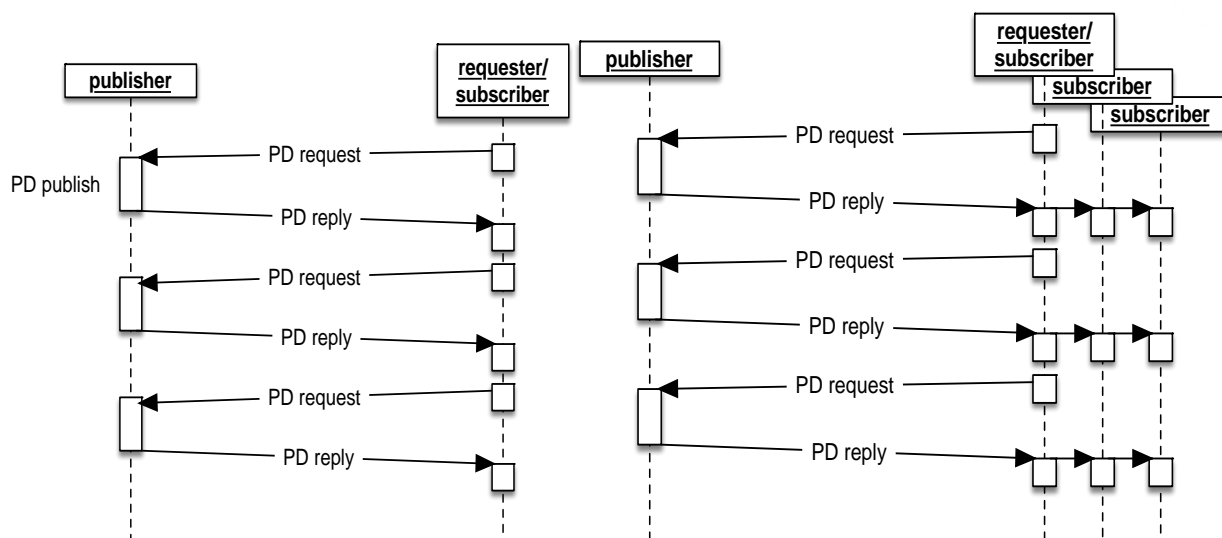 publisher
requester/
subscriber
PD request
PD publish
PD reply
PD request
PD reply
PD request
PD reply
publisher
requester/
subscriber
subscriber
subscriber
PD request
PD reply
PD request
PD reply
PD request
PD reply